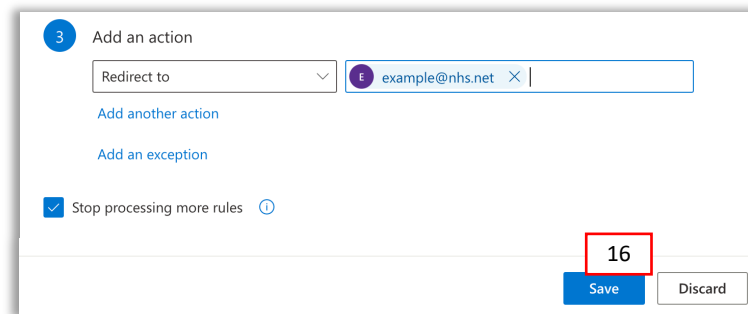 3 Add an action
Redirect to E example@nhs.net
Add another action
Add an exception
Stop processing more rules
16
Save Discard